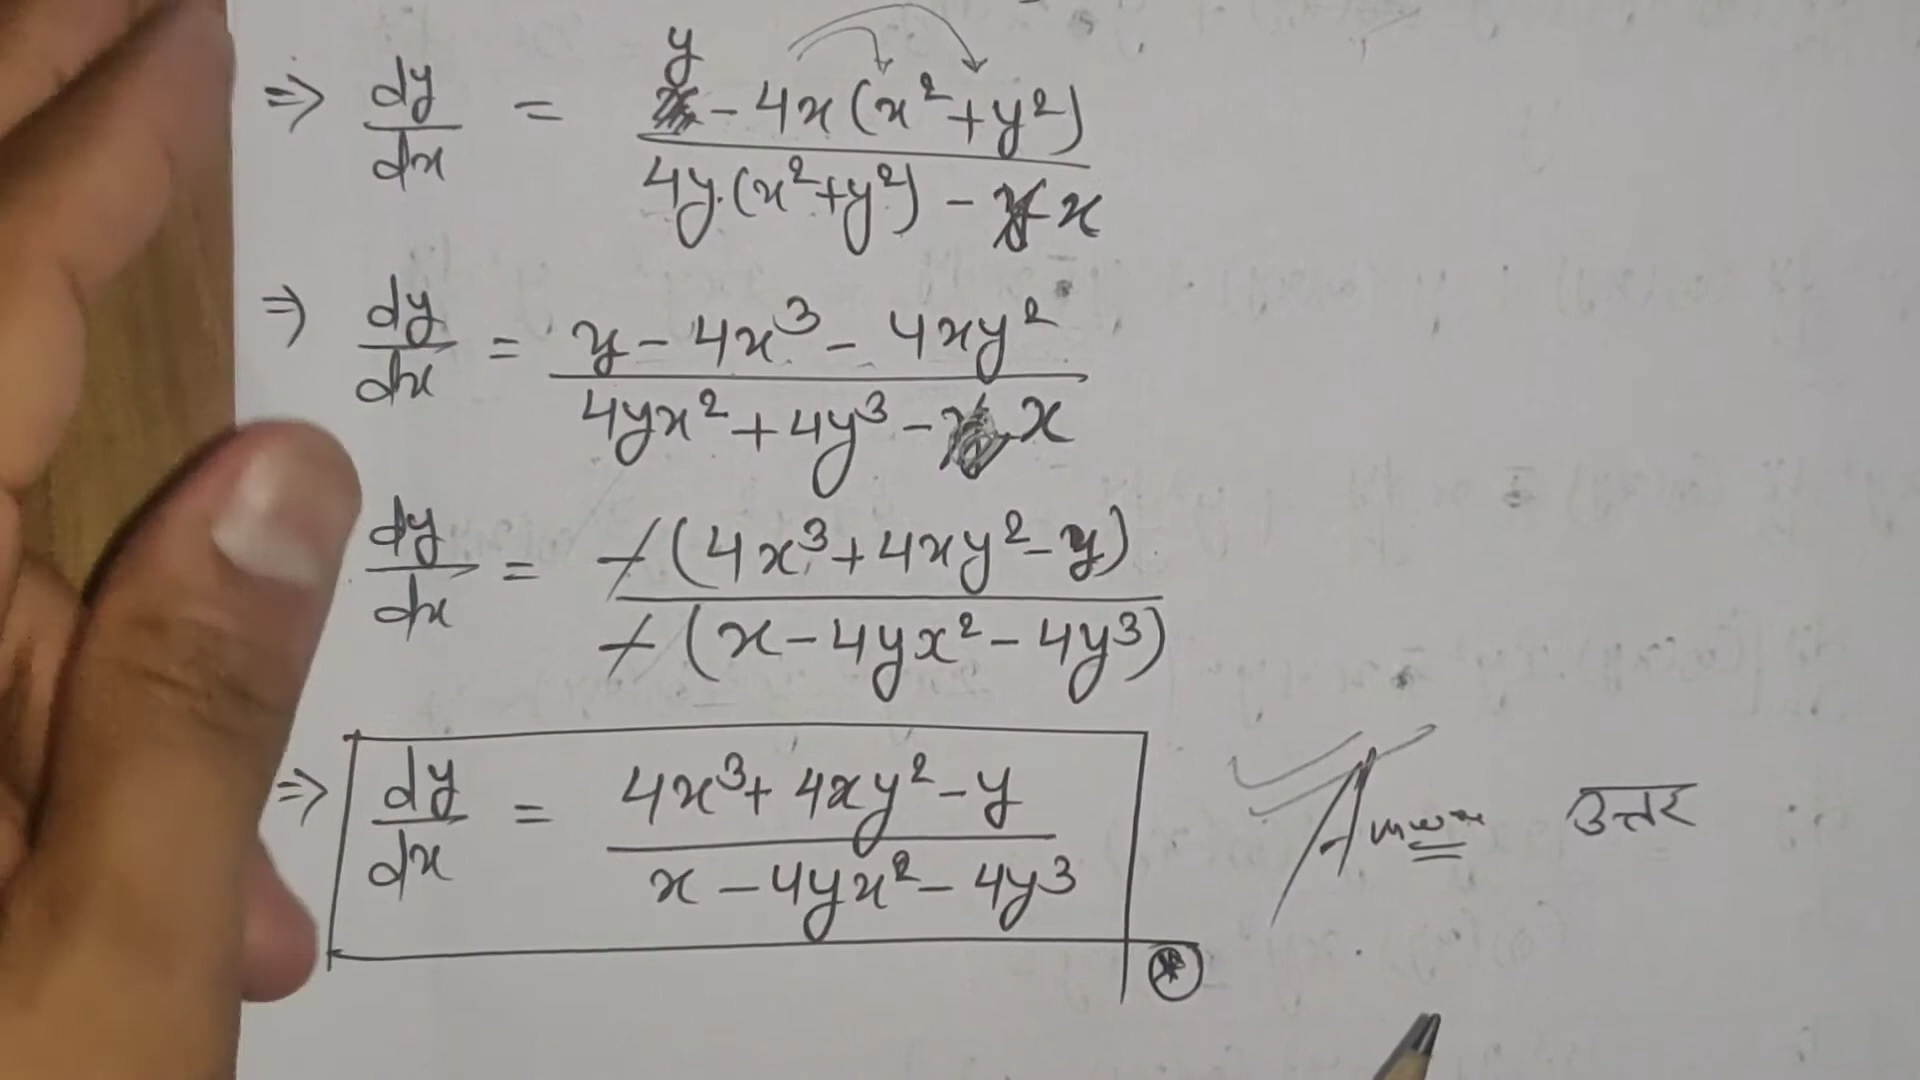 ⇒ dy/dx = y - 4x(x²+y²) / 4y.(x²+y²) - x
⇒ dy/dx = y - 4x³ - 4xy² / 4yx² + 4y³ - x
dy/dx = -(4x³+4xy²-y) / -(x-4yx²-4y³)
⇒ dy/dx = 4x³+4xy²-y / x-4yx²-4y³ Answer उत्तर